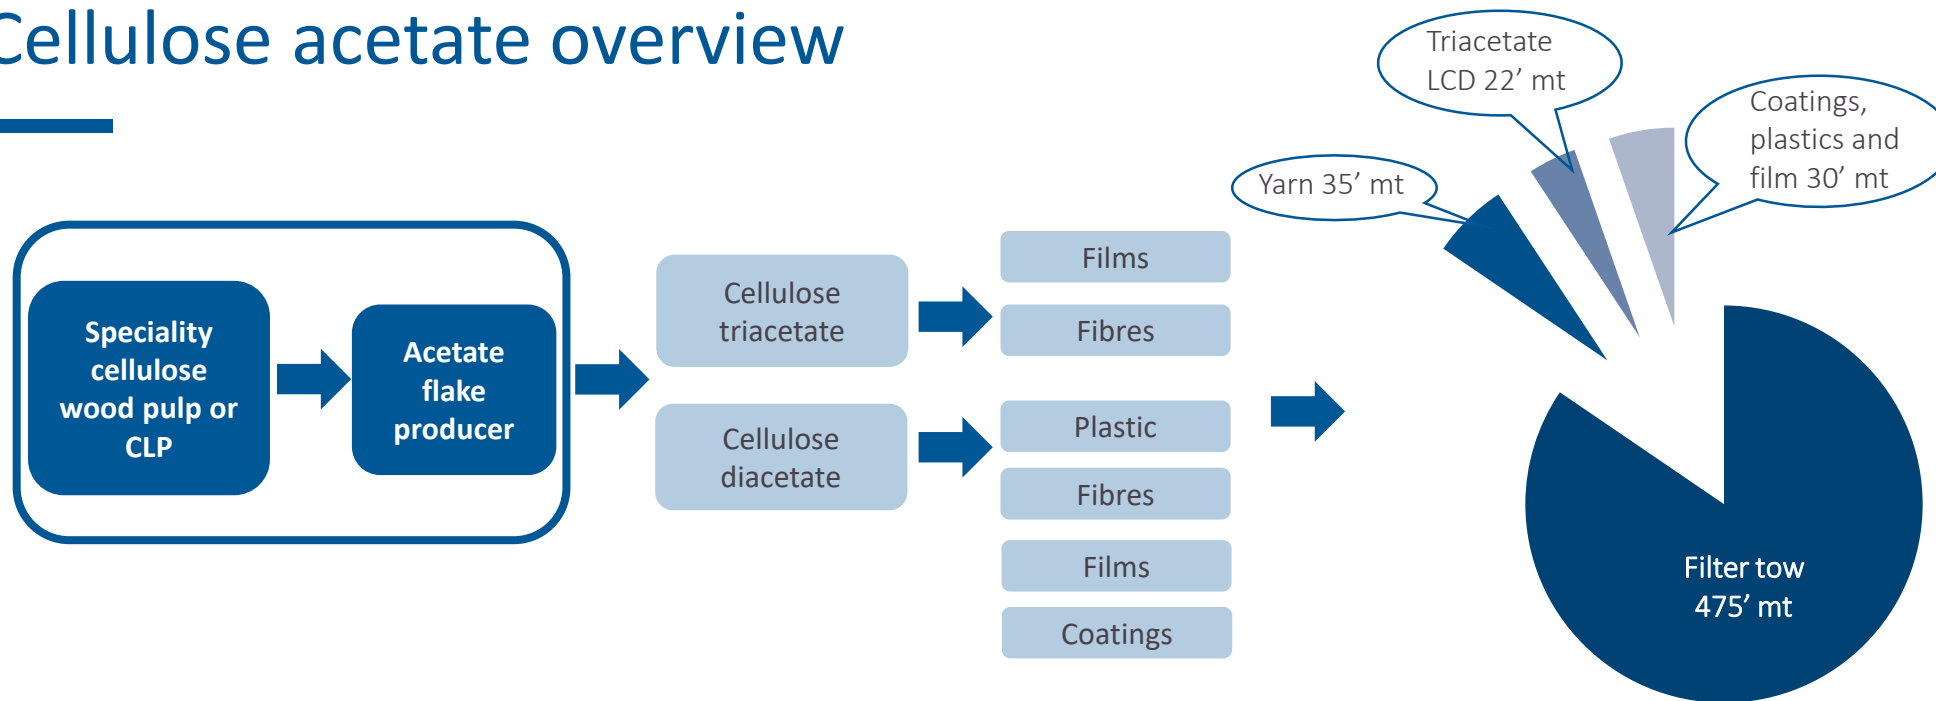 Cellulose acetate overview
Speciality
cellulose
wood pulp or
CLP
Acetate
flake
producer
Cellulose
triacetate
Cellulose
diacetate
Films
Fibres
Plastic
Fibres
Films
Coatings
Yarn 35’ mt
Triacetate
LCD 22’ mt
Coatings,
plastics and
film 30’ mt
Filter tow
475’ mt